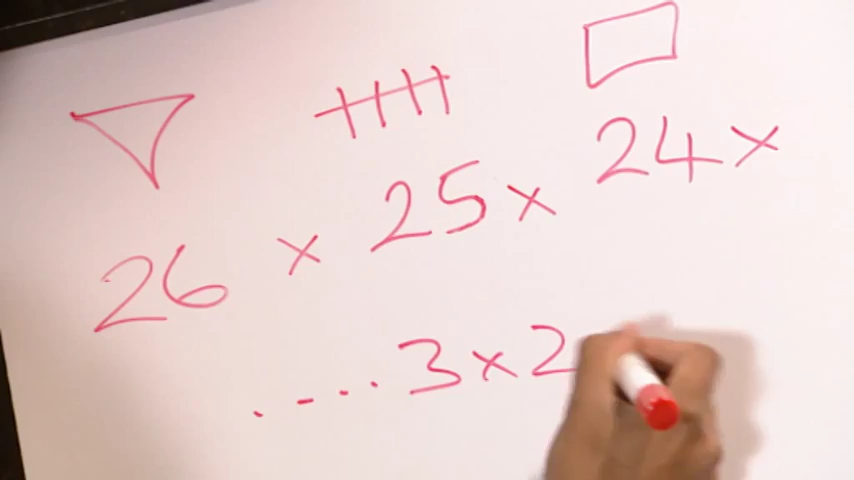 26 × 25 × 24 ×
....3×2